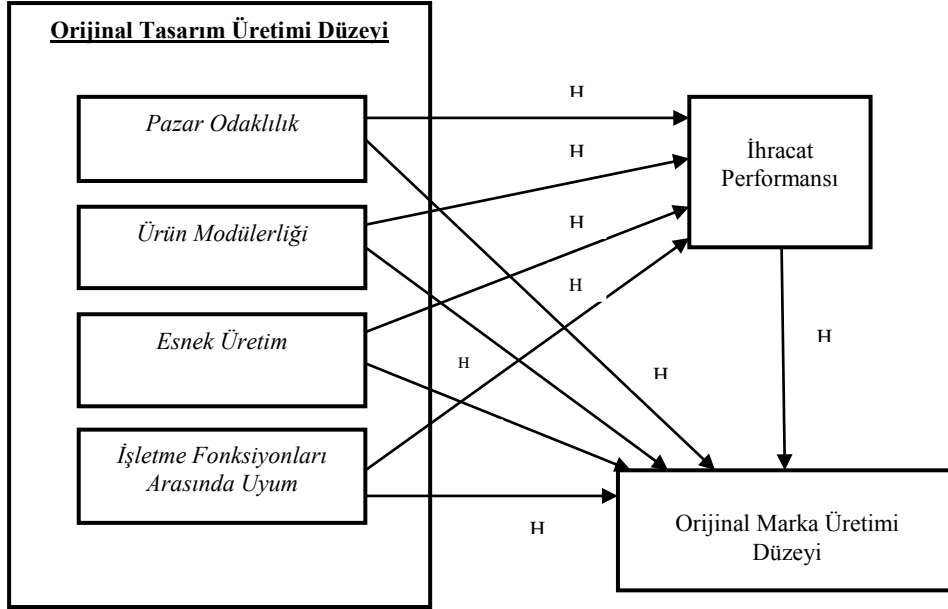 Orijinal Tasarım Üretimi Düzeyi
Pazar Odaklılık
Ürün Modülerliği
Esnek Üretim
İşletme Fonksiyonları
Arasında Uyum
H
H
H
H
H
H
H
H
İhracat
Performansı
Orijinal Marka Üretimi
Düzeyi